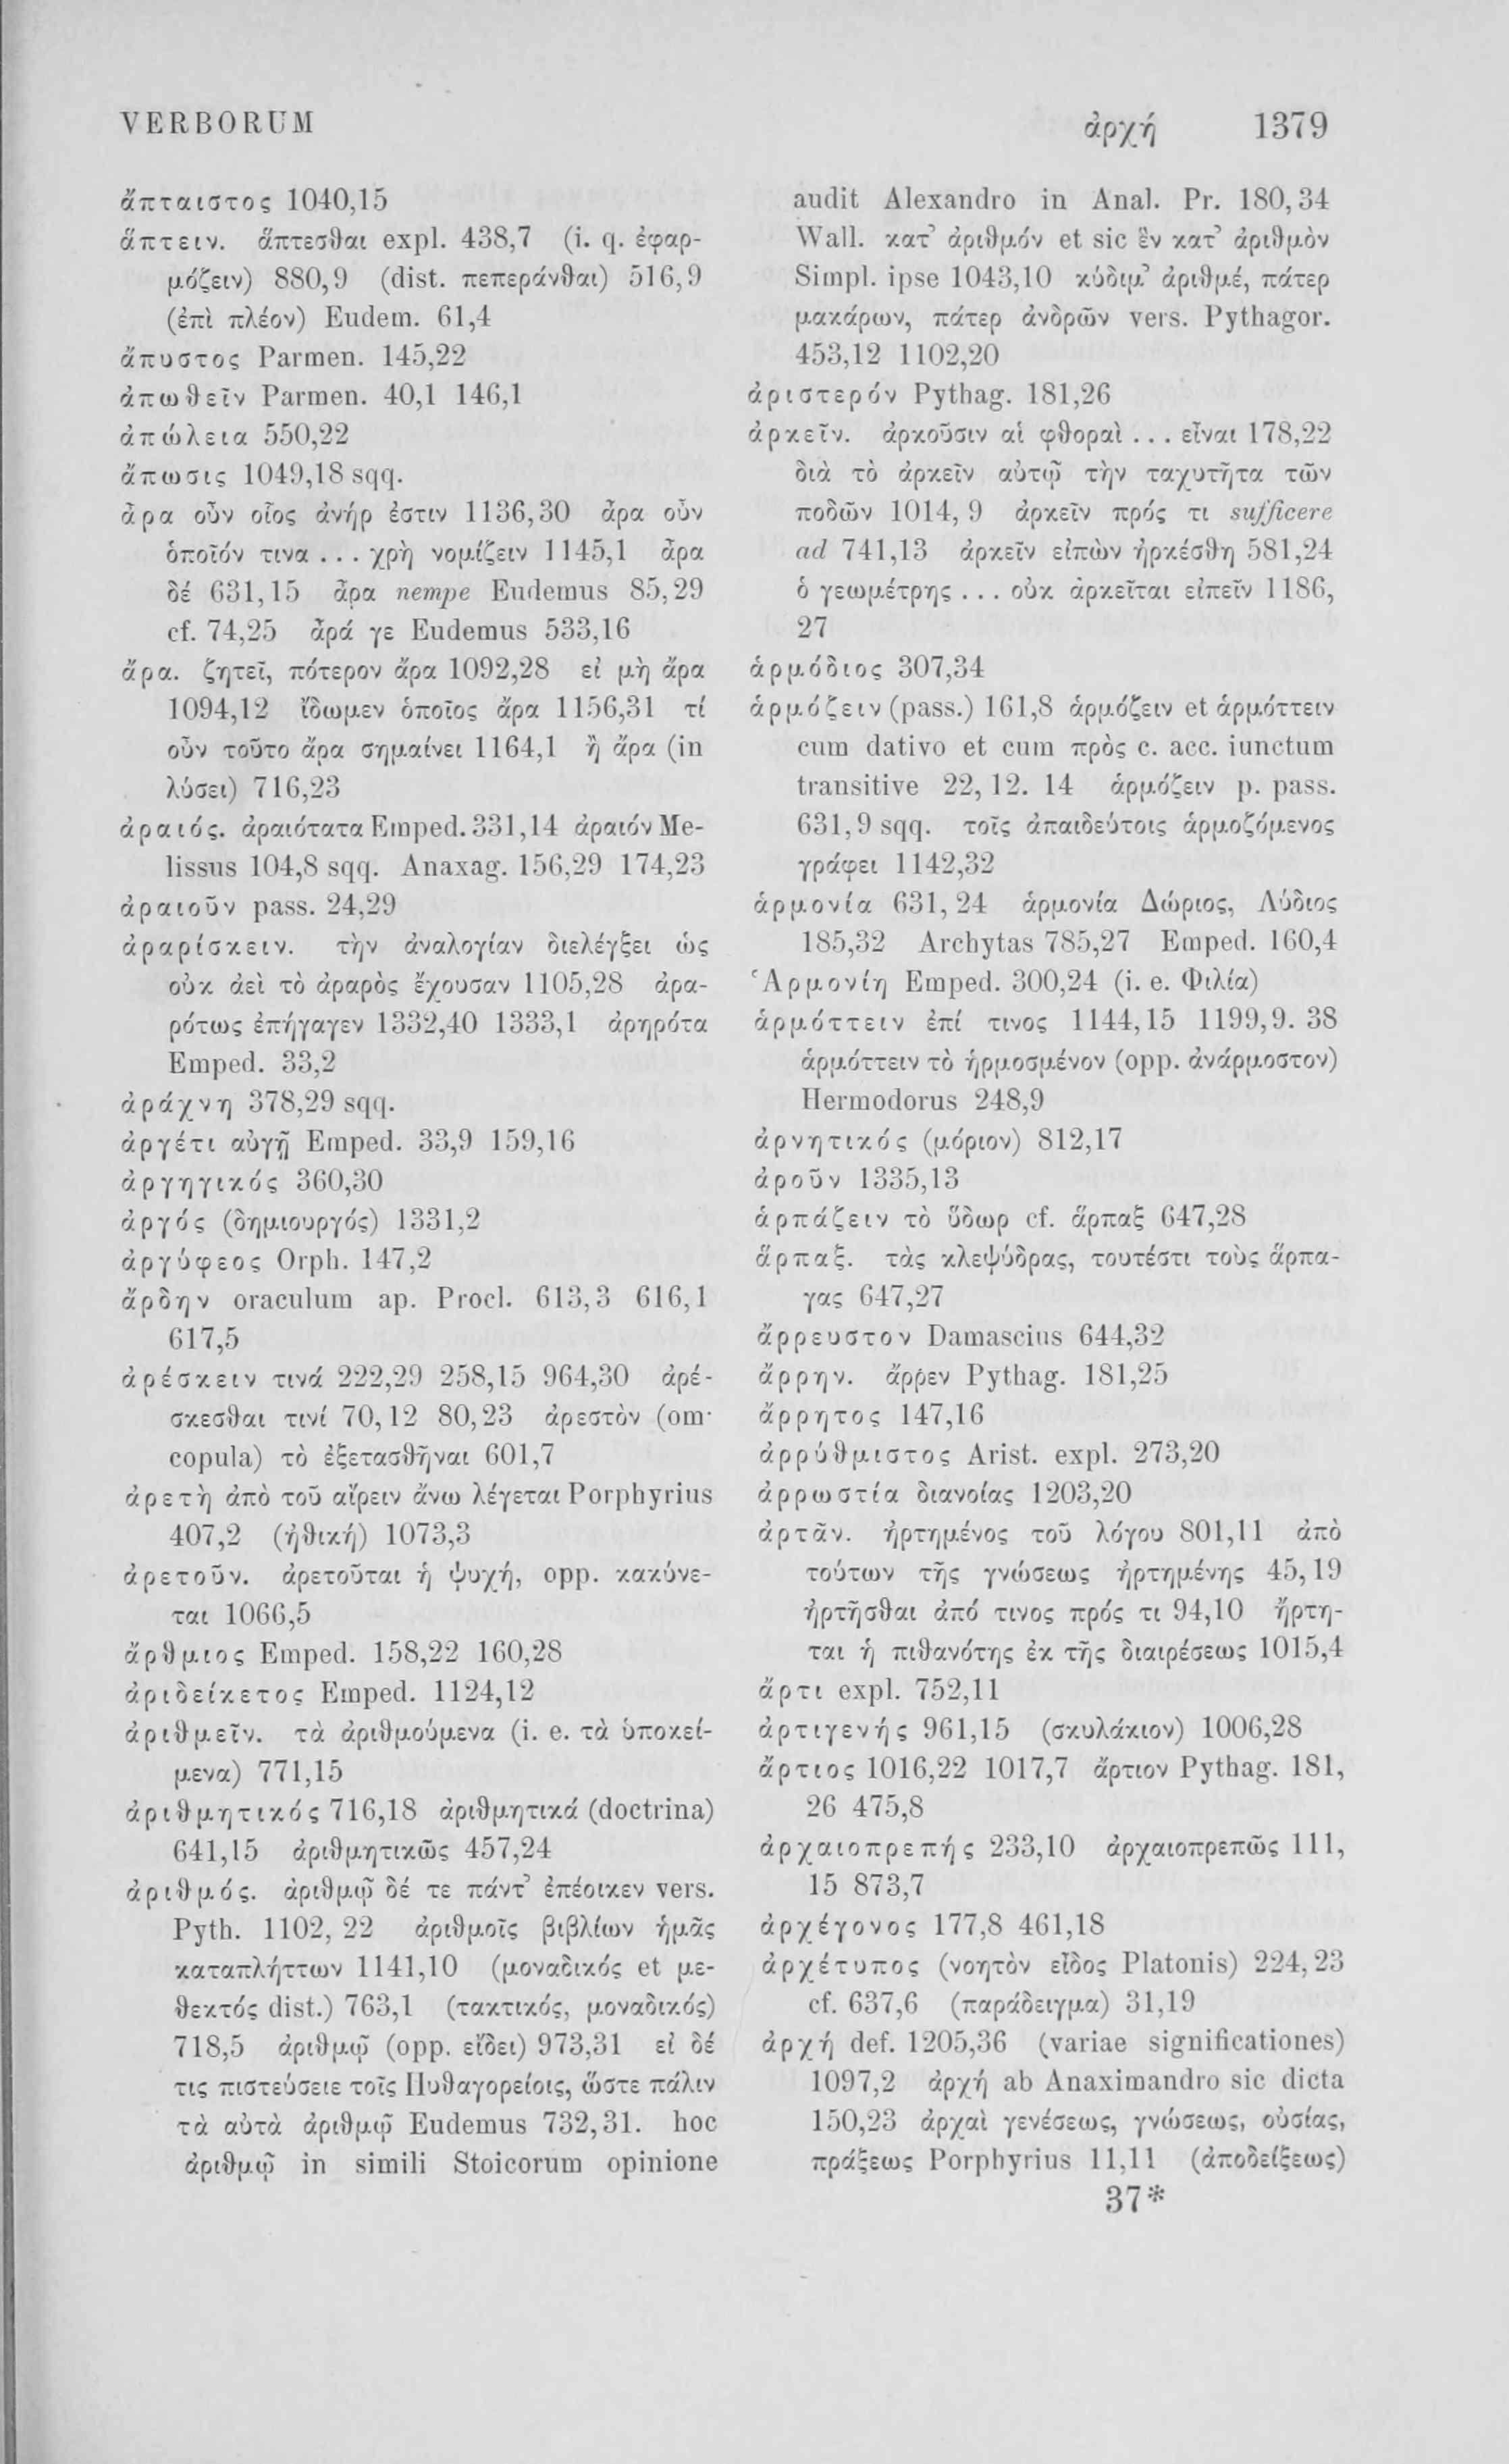 VERBORUM
ἀρχή 1379
ἄπταιστος 1040,15
ἅπτειν. ἅπτεσθαι expl. 438,7 (i. q. ἐφαρ-
μόζειν) 880,9 (dist. πεπεράνθαι) 516,9
(ἐπὶ πλέον) Eudem. 61,4
ἄπυστος Parmen. 145,22
ἀπωθεῖν Parmen. 40,1 146,1
ἀπώλεια 550,22
ἄπωσις 1049,18 sqq.
ἆρα οὖν οἷος ἀνήρ ἐστιν 1136,30 ἆρα οὖν
ὁποῖόν τινα ... χρὴ νομίζειν 1145,1 ἆρα
δέ 631,15 ἆρα nempe Eudemus 85,29
cf. 74,25 ἆρά γε Eudemus 533,16
ἄρα. ζητεῖ, πότερον ἄρα 1092,28 εἰ μὴ ἄρα
1094,12 ἴδωμεν ὁποῖος ἄρα 1156,31 τί
οὖν τοῦτο ἄρα σημαίνει 1164,1 ἢ ἄρα (in
λύσει) 716,23
ἀραιός. ἀραιότατα Emped. 331,14 ἀραιόν Me-
lissus 104,8 sqq. Anaxag. 156,29 174,23
ἀραιοῦν pass. 24,29
ἀραρίσκειν. τὴν ἀναλογίαν διελέγξει ὡς
οὐκ ἀεὶ τὸ ἀραρὸς ἔχουσαν 1105,28 ἀρα-
ρότως ἐπήγαγεν 1332,40 1333,1 ἀρηρότα
Emped. 33,2
ἀράχνη 378,29 sqq.
ἀργέτι αὐγῇ Emped. 33,9 159,16
ἀργηγικός 360,30
ἀργός (δημιουργός) 1331,2
ἀργύφεος Orph. 147,2
ἄρδην oraculum ap. Procl. 613,3 616,1
617,5
ἀρέσκειν τινά 222,29 258,15 964,30 ἀρέ-
σκεσθαι τινί 70,12 80,23 ἀρεστὸν (om·
copula) τὸ ἐξετασθῆναι 601,7
ἀρετὴ ἀπὸ τοῦ αἴρειν ἄνω λέγεται Porphyrius
407,2 (ἠθική) 1073,3
ἀρετοῦν. ἀρετοῦται ἡ ψυχή, opp. κακύνε-
ται 1066,5
ἄρθμιος Emped. 158,22 160,28
ἀριδείκετος Emped. 1124,12
ἀριθμεῖν. τὰ ἀριθμούμενα (i. e. τὰ ὑποκεί-
μενα) 771,15
ἀριθμητικός 716,18 ἀριθμητικά (doctrina)
641,15 ἀριθμητικῶς 457,24
ἀριθμός. ἀριθμῷ δέ τε πάντ’ ἐπέοικεν vers.
Pyth. 1102, 22 ἀριθμοῖς βιβλίων ἡμᾶς
καταπλήττων 1141,10 (μοναδικός et με-
θεκτός dist.) 763,1 (τακτικός, μοναδικός)
718,5 ἀριθμῷ (opp. εἴδει) 973,31 εἰ δέ
τις πιστεύσειε τοῖς Πυθαγορείοις, ὥστε πάλιν
τὰ αὐτὰ ἀριθμῷ Eudemus 732,31. hoc
ἀριθμῷ in simili Stoicorum opinione
audit Alexandro in Anal. Pr. 180,34
Wall. κατ’ ἀριθμόν et sic ἓν κατ’ ἀριθμὸν
Simpl. ipse 1043,10 κύδιμ’ ἀριθμέ, πάτερ
μακάρων, πάτερ ἀνδρῶν vers. Pythagor.
453,12 1102,20
ἀριστερόν Pythag. 181,26
ἀρκεῖν. ἀρκοῦσιν αἱ φθοραὶ ... εἶναι 178,22
διὰ τὸ ἀρκεῖν αὐτῷ τὴν ταχυτῆτα τῶν
ποδῶν 1014, 9 ἀρκεῖν πρός τι sufficere
ad 741,13 ἀρκεῖν εἰπὼν ἠρκέσθη 581,24
ὁ γεωμέτρης ... οὐκ ἀρκεῖται εἰπεῖν 1186,
27
ἁρμόδιος 307,34
ἁρμόζειν (pass.) 161,8 ἁρμόζειν et ἁρμόττειν
cum dativo et cum πρὸς c. acc. iunctum
transitive 22, 12. 14 ἁρμόζειν p. pass.
631,9 sqq. τοῖς ἀπαιδεύτοις ἁρμοζόμενος
γράφει 1142,32
ἁρμονία 631, 24 ἁρμονία Δώριος, Λύδιος
185,32 Archytas 785,27 Emped. 160,4
Ἁρμονίη Emped. 300,24 (i. e. Φιλία)
ἁρμόττειν ἐπί τινος 1144,15 1199,9. 38
ἁρμόττειν τὸ ἡρμοσμένον (opp. ἀνάρμοστον)
Hermodorus 248,9
ἀρνητικός (μόριον) 812,17
ἀροῦν 1335,13
ἁρπάζειν τὸ ὕδωρ cf. ἅρπαξ 647,28
ἅρπαξ. τὰς κλεψύδρας, τουτέστι τοὺς ἅρπα-
γας 647,27
ἄρρευστον Damascius 644,32
ἄρρην. ἄρρεν Pythag. 181,25
ἄρρητος 147,16
ἀρρύθμιστος Arist. expl. 273,20
ἀρρωστία διανοίας 1203,20
ἀρτᾶν. ἠρτημένος τοῦ λόγου 801,11 ἀπὸ
τούτων τῆς γνώσεως ἠρτημένης 45,19
ἠρτῆσθαι ἀπό τινος πρός τι 94,10 ἤρτη-
ται ἡ πιθανότης ἐκ τῆς διαιρέσεως 1015,4
ἄρτι expl. 752,11
ἀρτιγενής 961,15 (σκυλάκιον) 1006,28
ἄρτιος 1016,22 1017,7 ἄρτιον Pythag. 181,
26 475,8
ἀρχαιοπρεπής 233,10 ἀρχαιοπρεπῶς 111,
15 873,7
ἀρχέγονος 177,8 461,18
ἀρχέτυπος (νοητὸν εἶδος Platonis) 224,23
cf. 637,6 (παράδειγμα) 31,19
ἀρχή def. 1205,36 (variae significationes)
1097,2 ἀρχή ab Anaximandro sic dicta
150,23 ἀρχαὶ γενέσεως, γνώσεως, οὐσίας,
πράξεως Porphyrius 11,11 (ἀποδείξεως)
37*